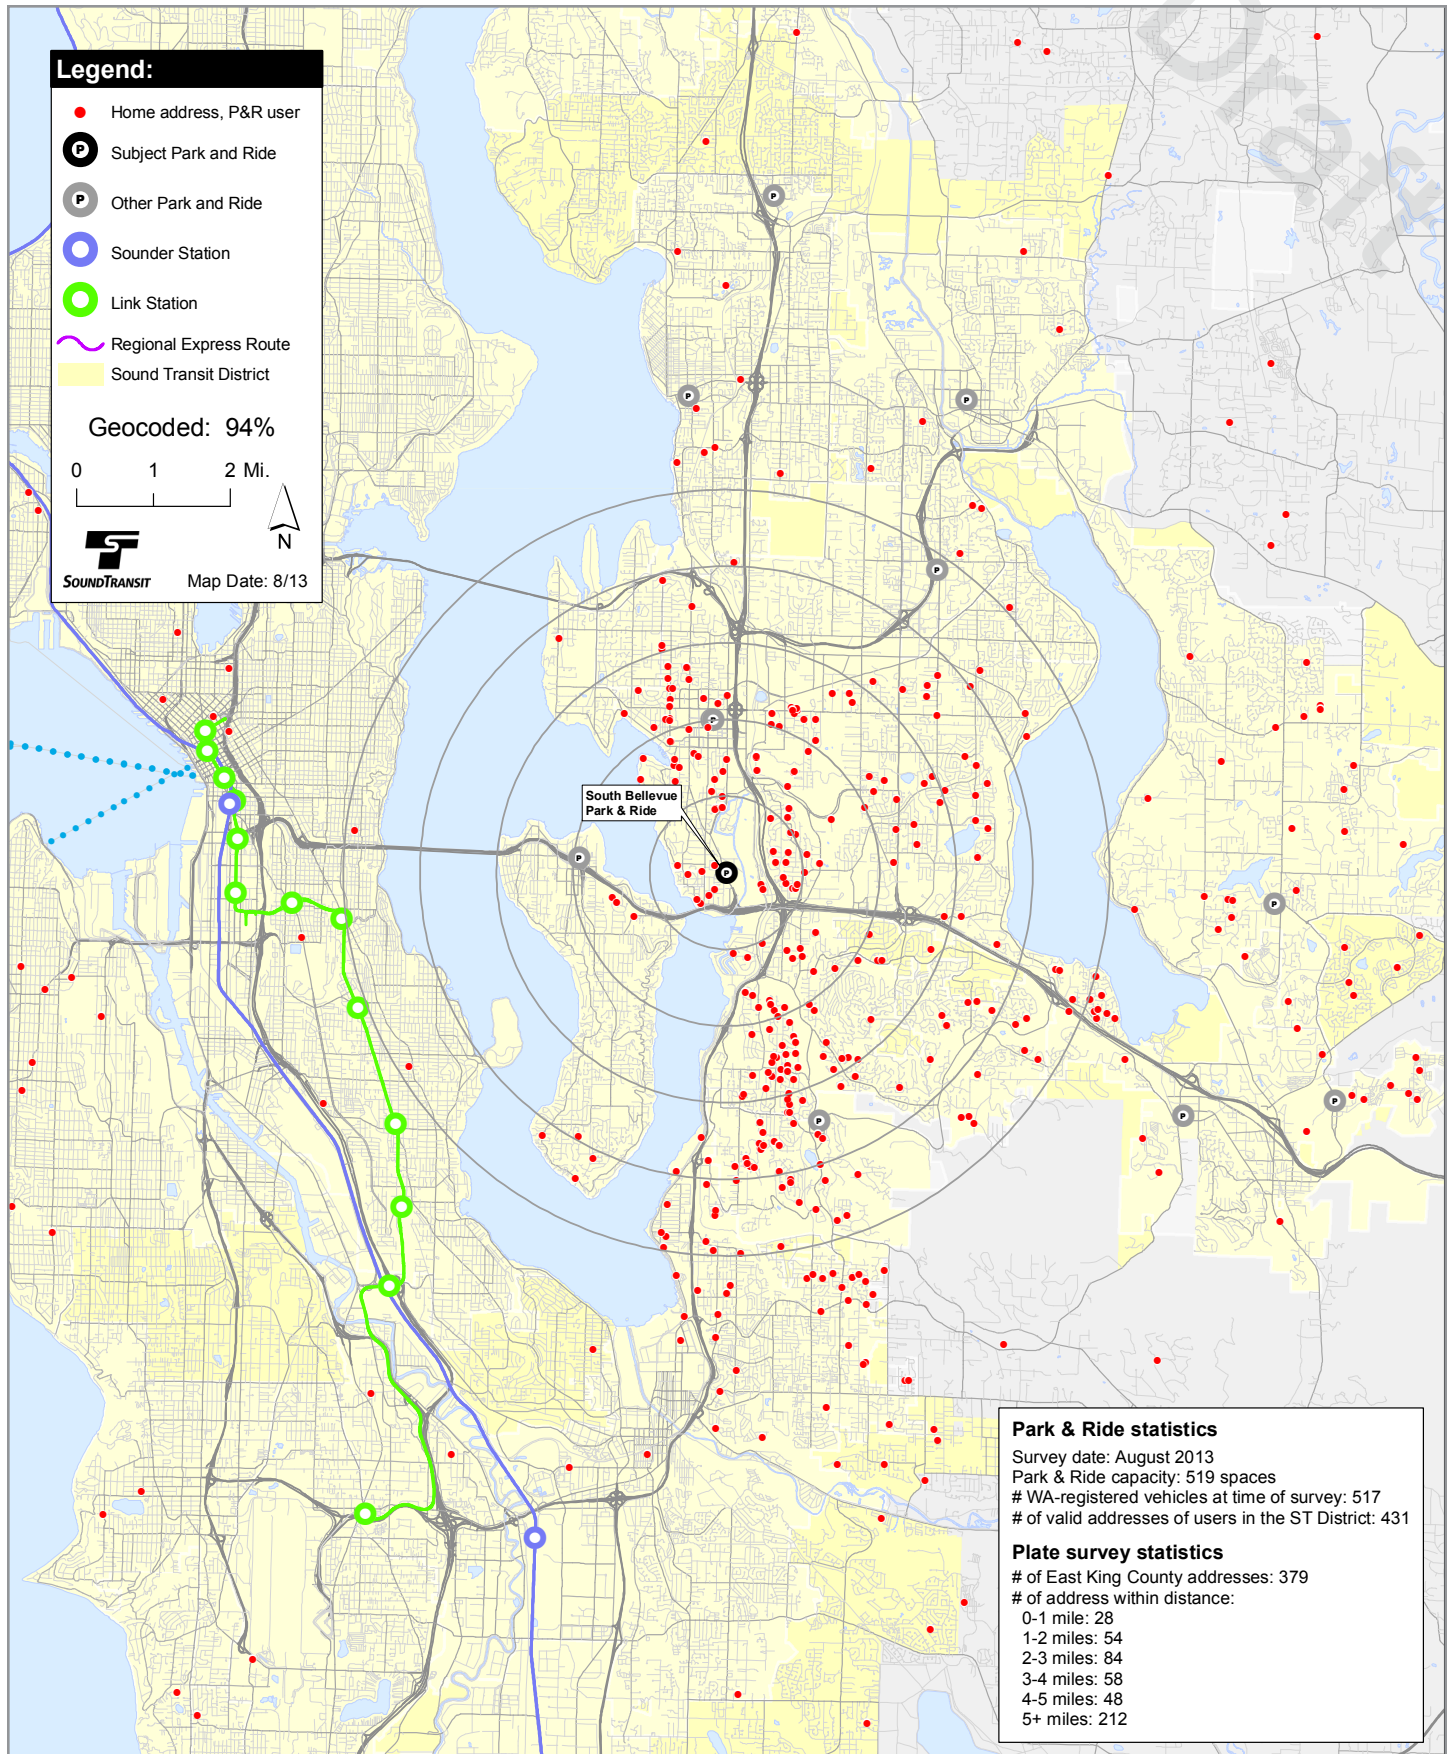 Draft
Legend:
Home address, P&R user
P Subject Park and Ride
P Other Park and Ride
Sounder Station
Link Station
Regional Express Route
Sound Transit District
Geocoded: 94%
0 1 2 Mi.
N
ST
SOUNDTRANSIT
Map Date: 8/13
P
P
P
P
P
South Bellevue
Park & Ride
P
P
P
P
P
P
P
Park & Ride statistics
Survey date: August 2013
Park & Ride capacity: 519 spaces
# WA-registered vehicles at time of survey: 517
# of valid addresses of users in the ST District: 431
Plate survey statistics
# of East King County addresses: 379
# of address within distance:
0-1 mile: 28
1-2 miles: 54
2-3 miles: 84
3-4 miles: 58
4-5 miles: 48
5+ miles: 212